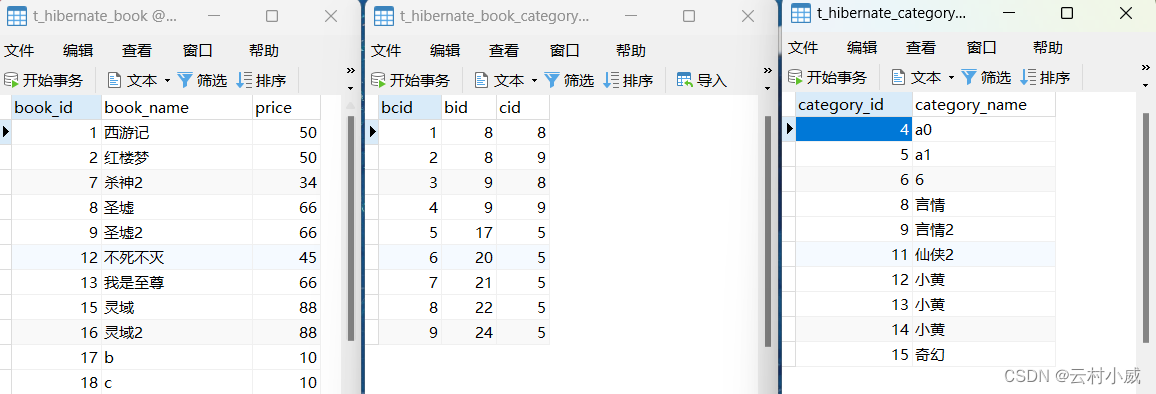 t_hibernate_book @...
文件 编辑 查看 窗口 帮助
开始事务 文本 筛选 排序 »
book_id book_name price
1 西游记 50
2 红楼梦 50
7 杀神2 34
8 圣墟 66
9 圣墟2 66
12 不死不灭 45
13 我是至尊 66
15 灵域 88
16 灵域2 88
17 b 10
18 c 10
t_hibernate_book_category...
文件 编辑 查看 窗口 帮助
开始事务 文本 筛选 排序 导入 »
bcid bid cid
1 8 8
2 8 9
3 9 8
4 9 9
5 17 5
6 20 5
7 21 5
8 22 5
9 24 5
t_hibernate_category...
文件 编辑 查看 窗口 帮助
开始事务 文本 筛选 排序 »
category_id category_name
4 a0
5 a1
6 6
8 言情
9 言情2
11 仙侠2
12 小黄
13 小黄
14 小黄
15 奇幻
CSDN @云村小威